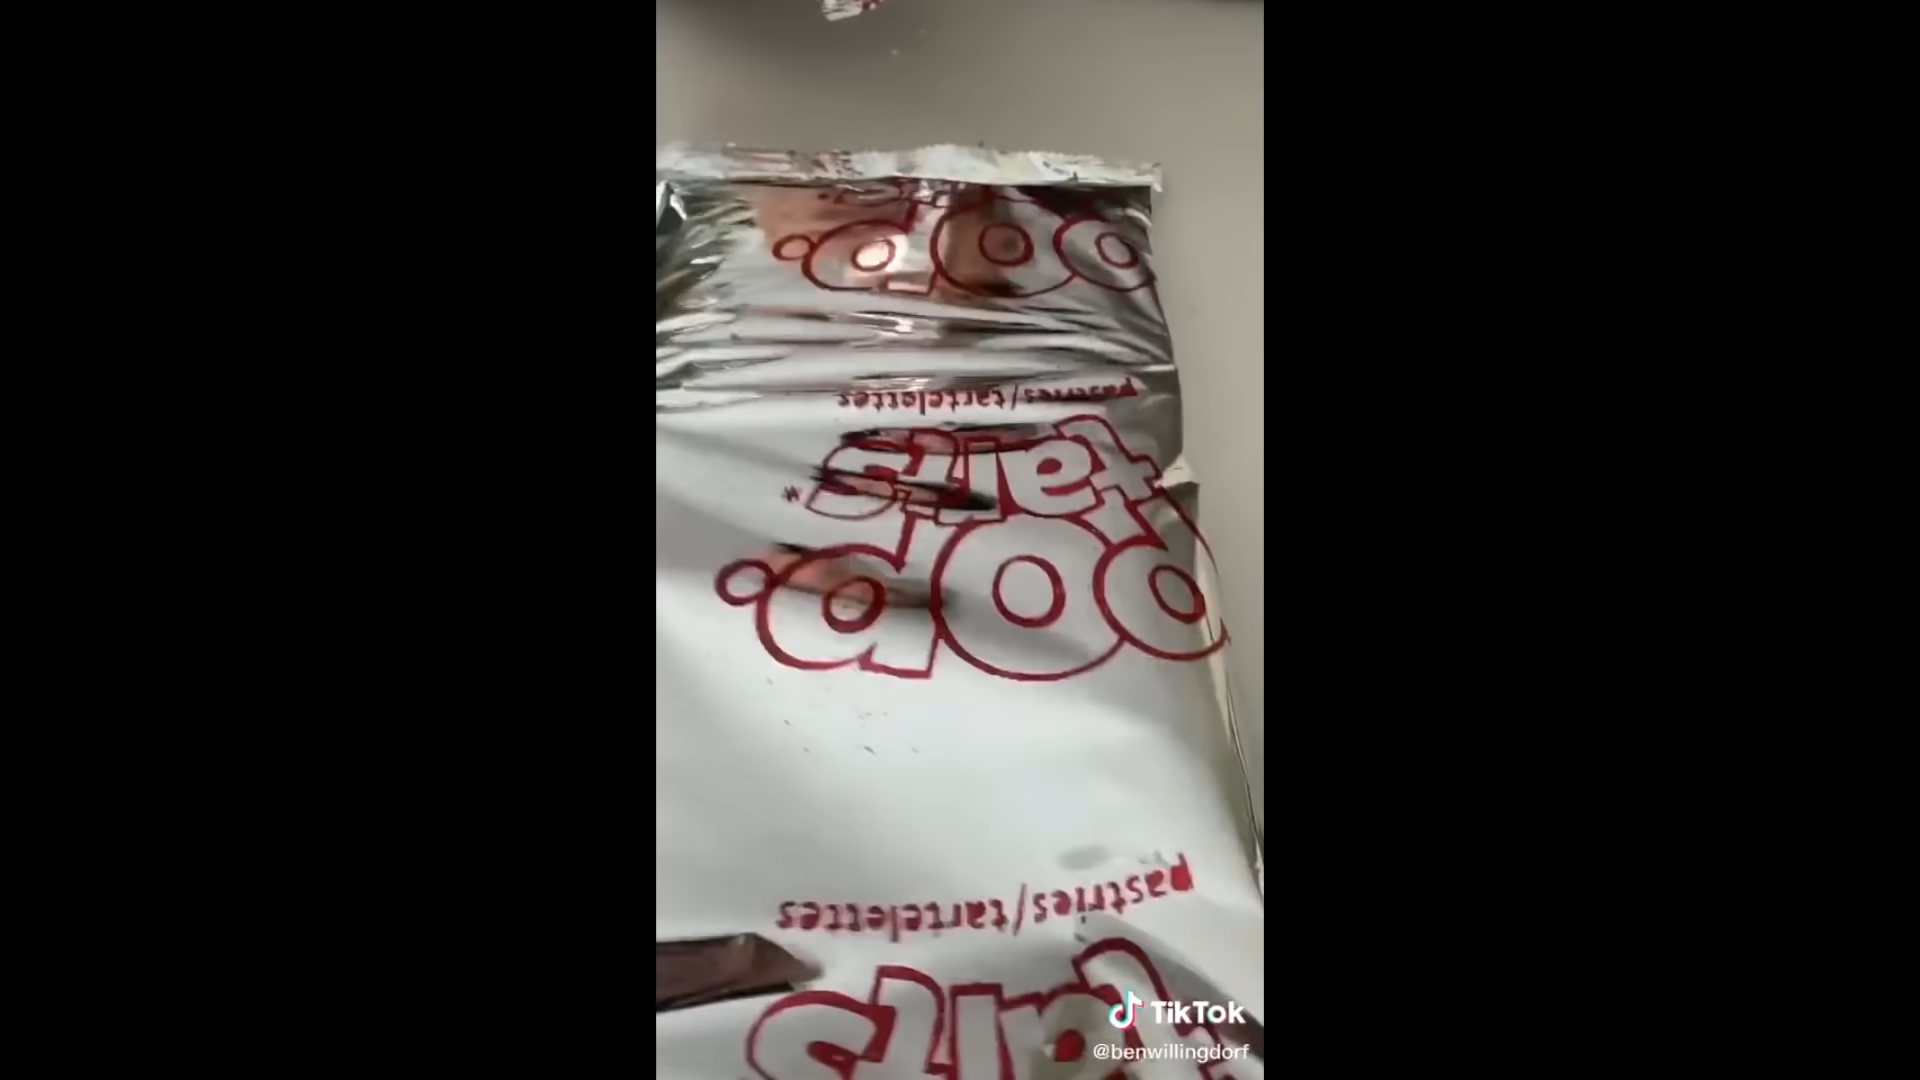 pop.
pastries/tartelettes
tarts
pop.
pastries/tartelettes
tarts
TikTok
@benwillingdorf